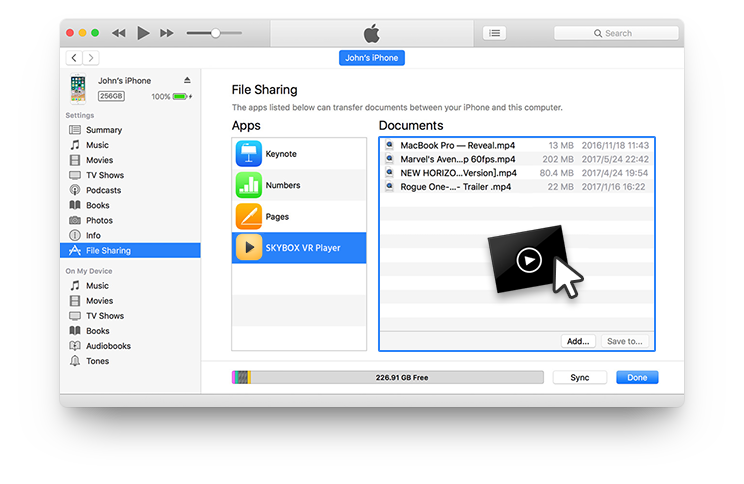 Search
John's iPhone
John's iPhone
256GB 100%
Settings
Summary
Music
Movies
TV Shows
Podcasts
Books
Photos
Info
File Sharing
On My Device
Music
Movies
TV Shows
Books
Audiobooks
Tones
File Sharing
The apps listed below can transfer documents between your iPhone and this computer.
Apps
Keynote
Numbers
Pages
SKYBOX VR Player
Documents
MacBook Pro — Reveal.mp4 13 MB 2016/11/18 11:43
Marvel's Aven...p 60fps.mp4 202 MB 2017/5/24 22:42
NEW HORIZO...Version].mp4 80.4 MB 2017/4/24 19:54
Rogue One-...- Trailer .mp4 22 MB 2017/1/16 16:22
Add... Save to...
226.91 GB Free Sync Done